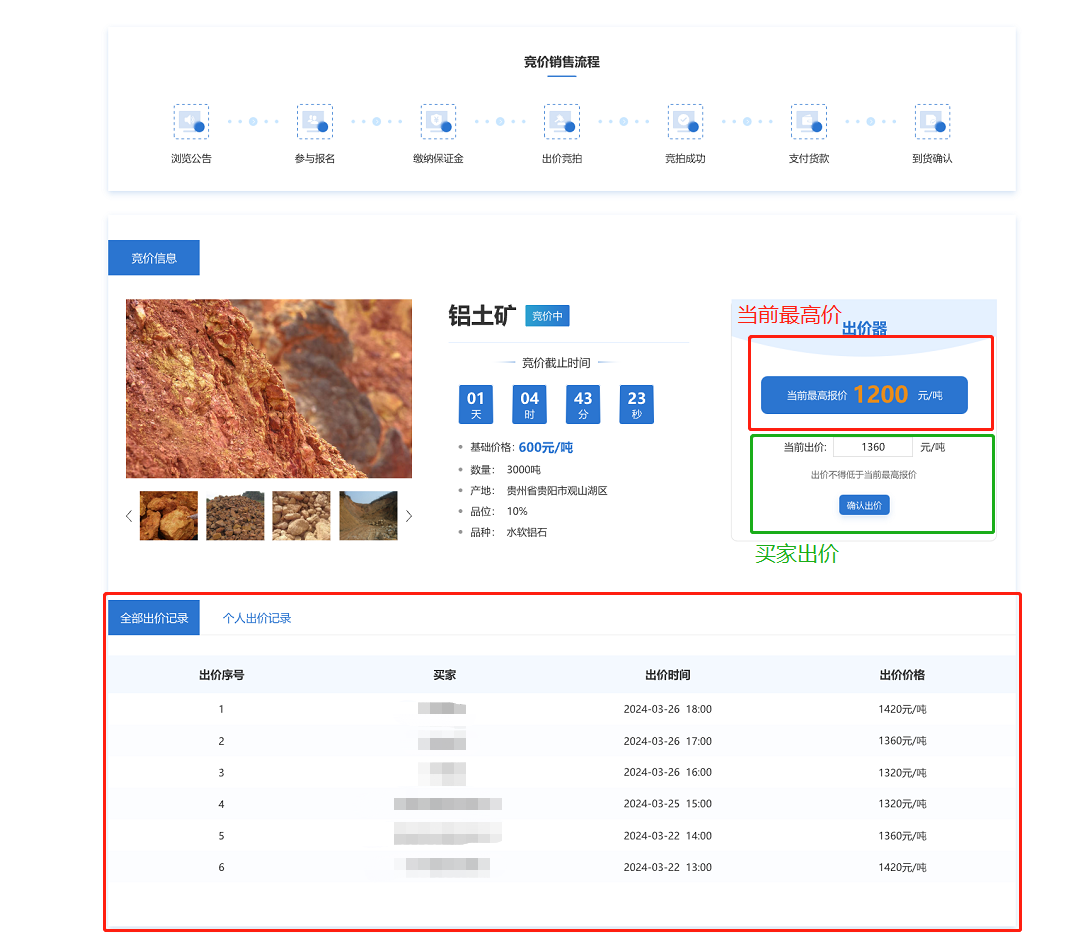 竞价销售流程
浏览公告
参与报名
缴纳保证金
出价竞拍
竞拍成功
支付货款
到货确认
竞价信息
铝土矿
竞价中
竞价截止时间
01 04 43 23
天 时 分 秒
基础价格: 600元/吨
数量: 3000吨
产地: 贵州省贵阳市观山湖区
品位: 10%
品种: 水软铝石
当前最高价
出价器
当前最高报价 1200 元/吨
当前出价: 1360 元/吨
出价不得低于当前最高报价
确认出价
买家出价
全部出价记录 个人出价记录
出价序号 买家 出价时间 出价价格
1 2024-03-26 18:00 1420元/吨
2 2024-03-26 17:00 1360元/吨
3 2024-03-26 16:00 1320元/吨
4 2024-03-25 15:00 1320元/吨
5 2024-03-22 14:00 1360元/吨
6 2024-03-22 13:00 1420元/吨